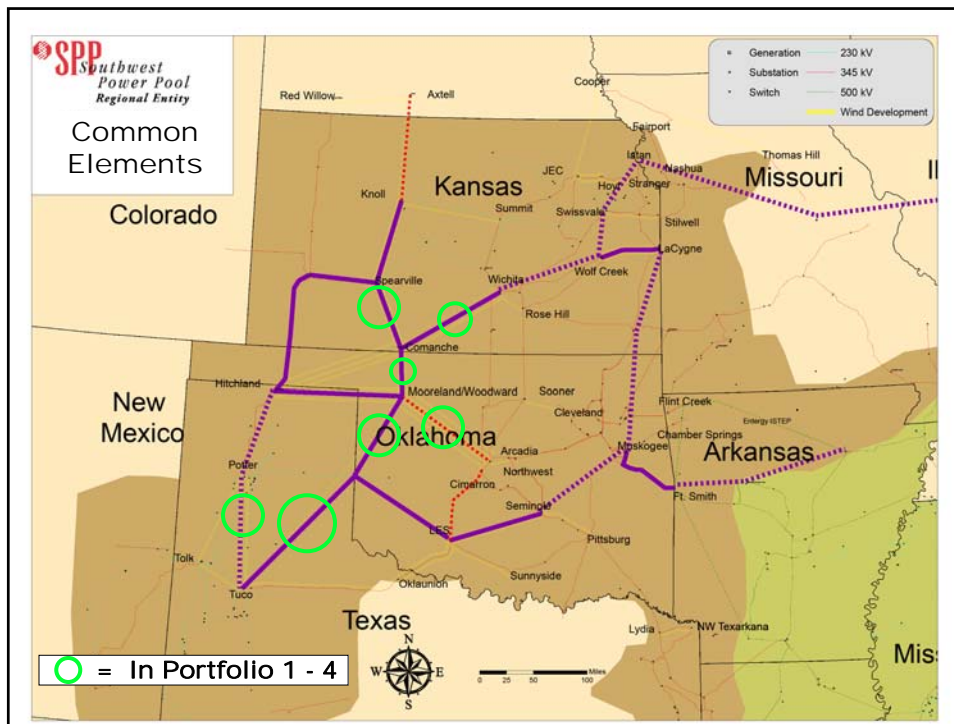 SPP
Southwest
Power Pool
Regional Entity
Common
Elements
Generation
230 kV
Substation
345 kV
Switch
500 kV
Wind Development
Cooper
Red Willow
Axtell
Fairport
Iatan
Nashua
Thomas Hill
JEC
Hoyt
Stranger
Missouri
Il
Knoll
Kansas
Colorado
Summit
Swissvale
Stilwell
LaCygne
Wolf Creek
Spearville
Wichita
Rose Hill
Comanche
Hitchland
Mooreland/Woodward
Sooner
New
Mexico
Cleveland
Flint Creek
Entergy ISTEP
Oklahoma
Chamber Springs
Muskogee
Arkansas
Arcadia
Northwest
Potter
Cimarron
Ft. Smith
Seminole
LES
Pittsburg
Tolk
Sunnyside
Oklaunion
Tuco
Texas
Lydia
NW Texarkana
Miss
N
W
E
S
Miles
0 25 50 100
= In Portfolio 1 - 4